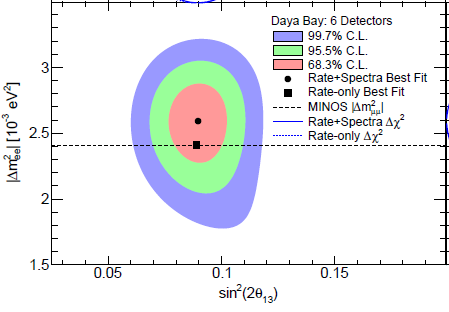 Daya Bay: 6 Detectors
99.7% C.L.
95.5% C.L.
68.3% C.L.
Rate+Spectra Best Fit
Rate-only Best Fit
MINOS |Δm²μμ|
Rate+Spectra Δχ²
Rate-only Δχ²
|Δm²ee| [10⁻³ eV²]
3
2.5
2
1.5
0.05
0.1
0.15
sin²(2θ₁₃)